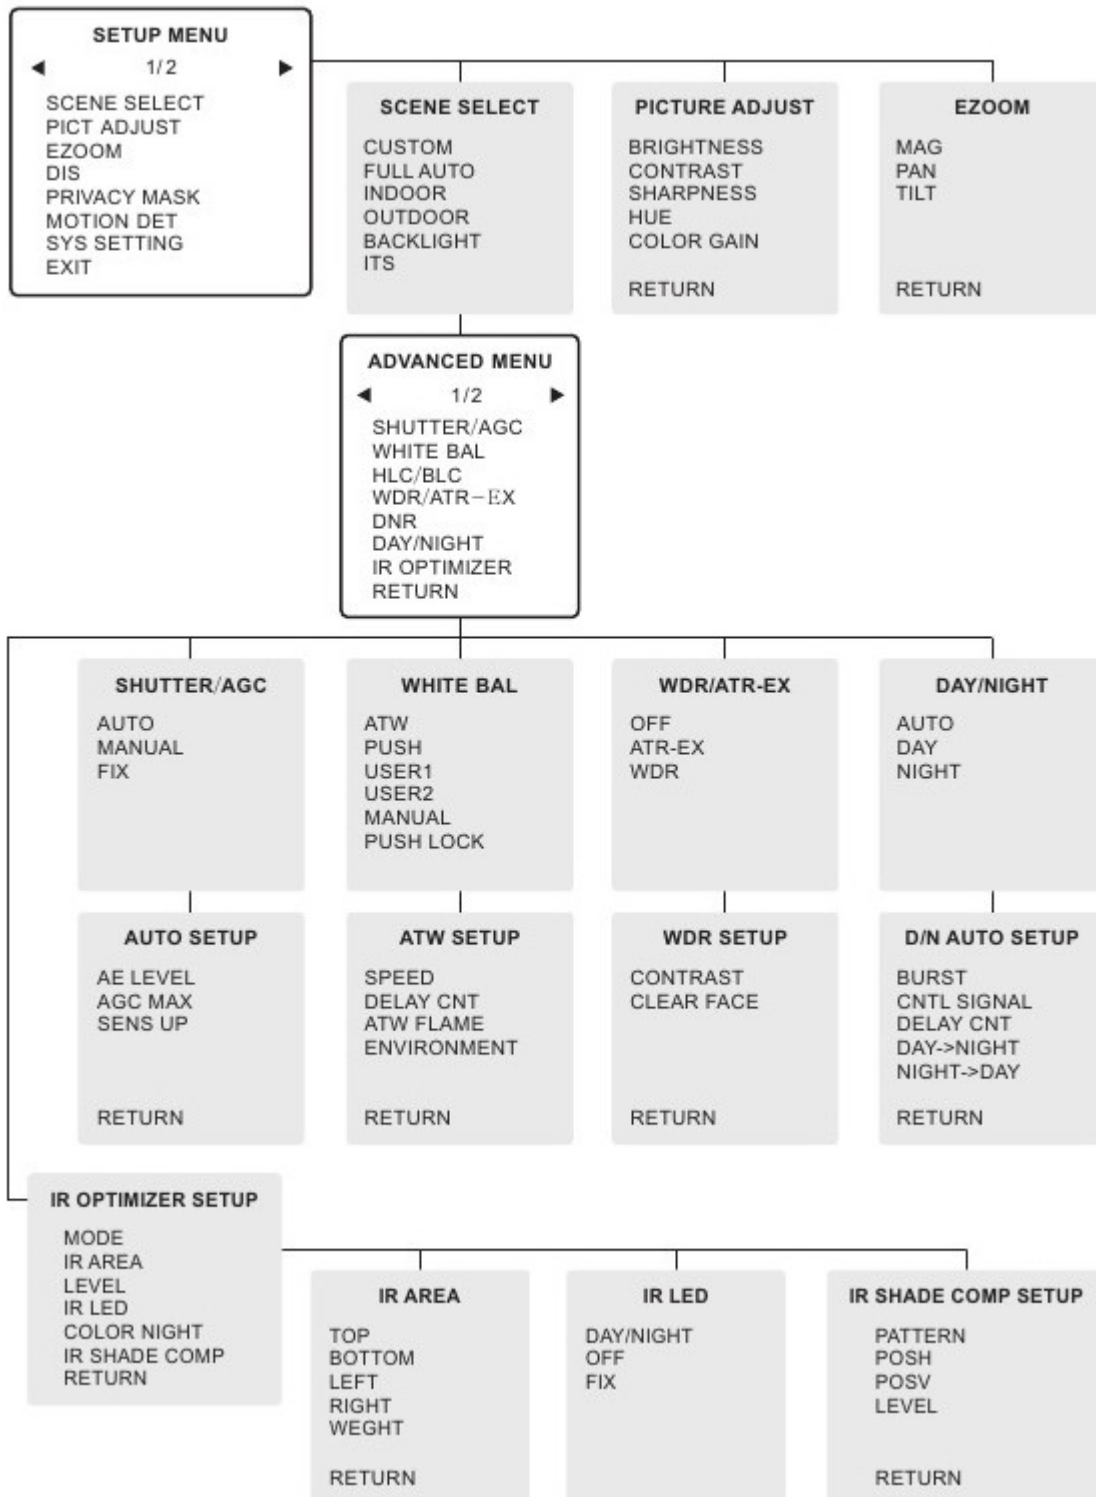 SETUP MENU
◀ 1/2 ▶
SCENE SELECT
PICT ADJUST
EZOOM
DIS
PRIVACY MASK
MOTION DET
SYS SETTING
EXIT
SCENE SELECT
CUSTOM
FULL AUTO
INDOOR
OUTDOOR
BACKLIGHT
ITS
PICTURE ADJUST
BRIGHTNESS
CONTRAST
SHARPNESS
HUE
COLOR GAIN
RETURN
EZOOM
MAG
PAN
TILT
RETURN
ADVANCED MENU
◀ 1/2 ▶
SHUTTER/AGC
WHITE BAL
HLC/BLC
WDR/ATR-EX
DNR
DAY/NIGHT
IR OPTIMIZER
RETURN
SHUTTER/AGC
AUTO
MANUAL
FIX
WHITE BAL
ATW
PUSH
USER1
USER2
MANUAL
PUSH LOCK
WDR/ATR-EX
OFF
ATR-EX
WDR
DAY/NIGHT
AUTO
DAY
NIGHT
AUTO SETUP
AE LEVEL
AGC MAX
SENS UP
RETURN
ATW SETUP
SPEED
DELAY CNT
ATW FLAME
ENVIRONMENT
RETURN
WDR SETUP
CONTRAST
CLEAR FACE
RETURN
D/N AUTO SETUP
BURST
CNTL SIGNAL
DELAY CNT
DAY->NIGHT
NIGHT->DAY
RETURN
IR OPTIMIZER SETUP
MODE
IR AREA
LEVEL
IR LED
COLOR NIGHT
IR SHADE COMP
RETURN
IR AREA
TOP
BOTTOM
LEFT
RIGHT
WEGHT
RETURN
IR LED
DAY/NIGHT
OFF
FIX
IR SHADE COMP SETUP
PATTERN
POSH
POSV
LEVEL
RETURN